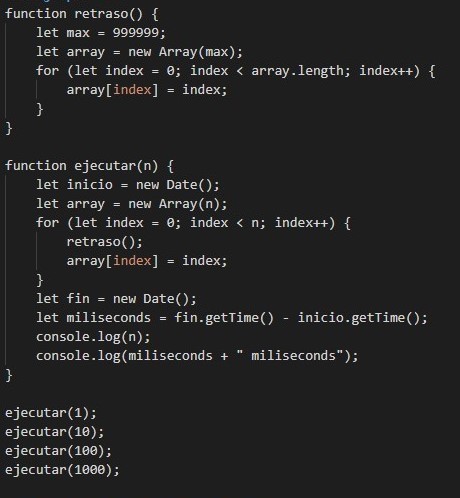 function retraso() {
    let max = 999999;
    let array = new Array(max);
    for (let index = 0; index < array.length; index++) {
        array[index] = index;
    }
}

function ejecutar(n) {
    let inicio = new Date();
    let array = new Array(n);
    for (let index = 0; index < n; index++) {
        retraso();
        array[index] = index;
    }
    let fin = new Date();
    let miliseconds = fin.getTime() - inicio.getTime();
    console.log(n);
    console.log(miliseconds + " miliseconds");
}

ejecutar(1);
ejecutar(10);
ejecutar(100);
ejecutar(1000);